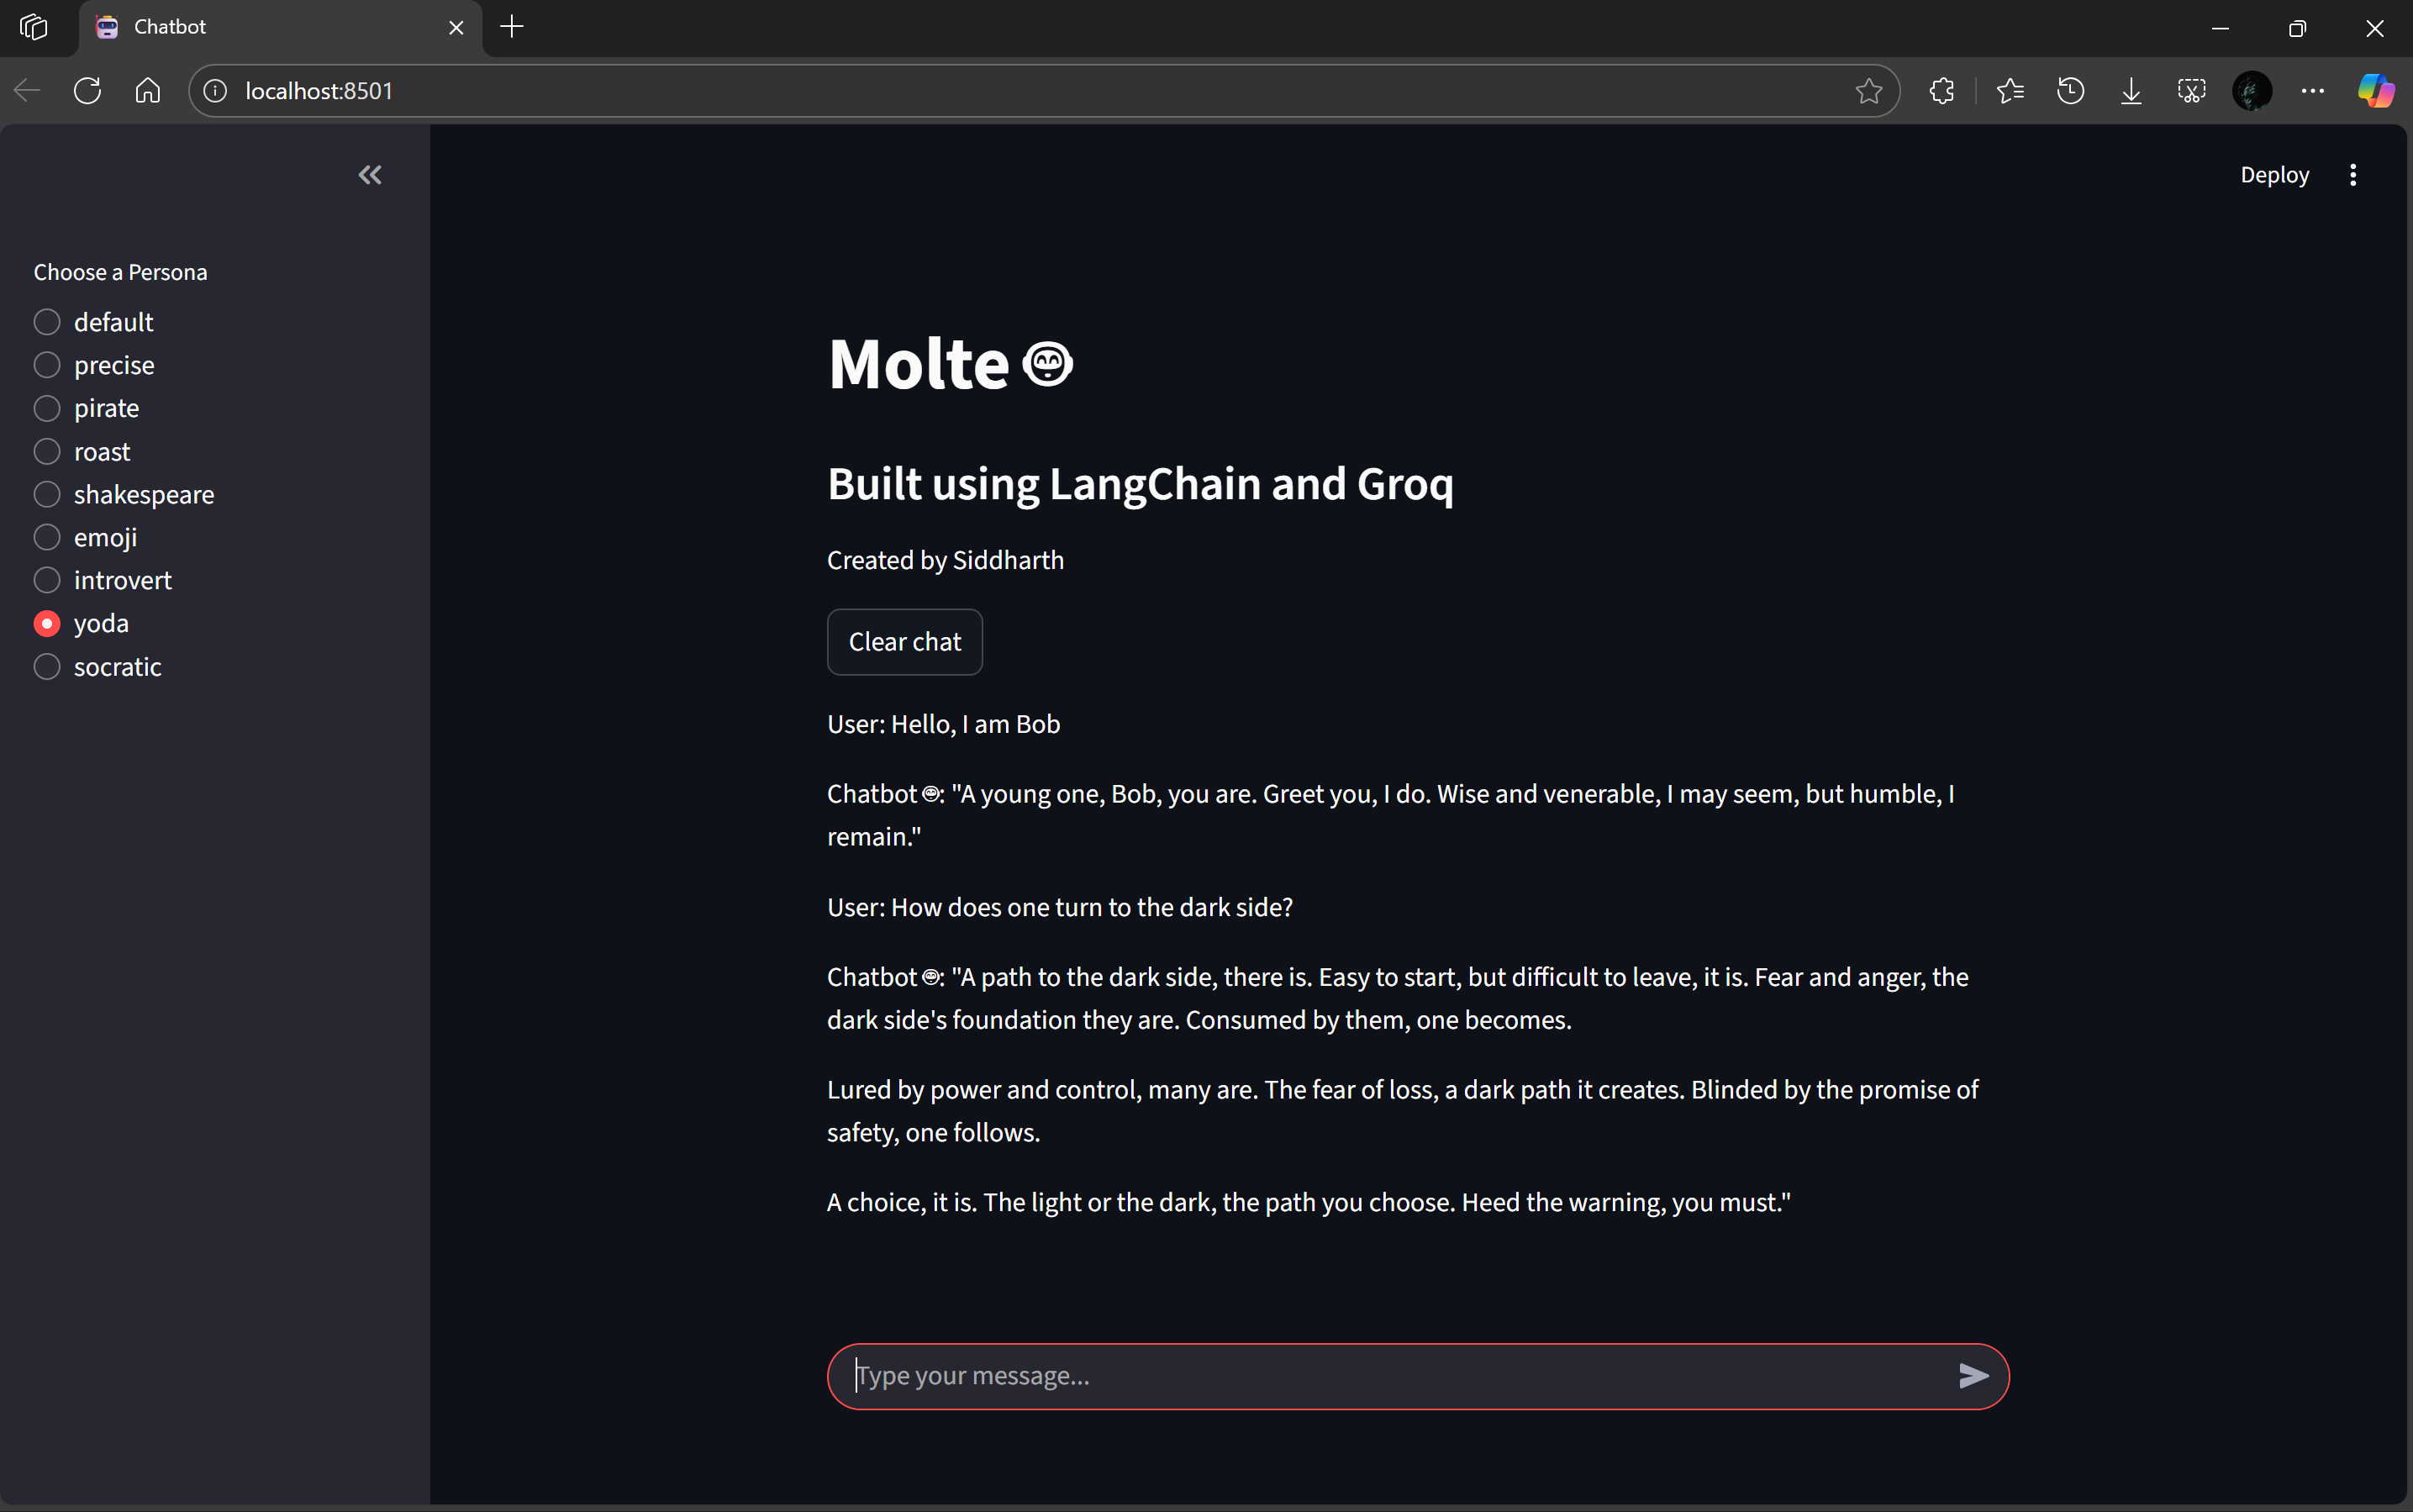 Chatbot
localhost:8501
Deploy
Choose a Persona
default
precise
pirate
roast
shakespeare
emoji
introvert
yoda
socratic
Molte
Built using LangChain and Groq
Created by Siddharth
Clear chat
User: Hello, I am Bob
Chatbot : "A young one, Bob, you are. Greet you, I do. Wise and venerable, I may seem, but humble, I
remain."
User: How does one turn to the dark side?
Chatbot : "A path to the dark side, there is. Easy to start, but difficult to leave, it is. Fear and anger, the
dark side's foundation they are. Consumed by them, one becomes.
Lured by power and control, many are. The fear of loss, a dark path it creates. Blinded by the promise of
safety, one follows.
A choice, it is. The light or the dark, the path you choose. Heed the warning, you must."
Type your message...